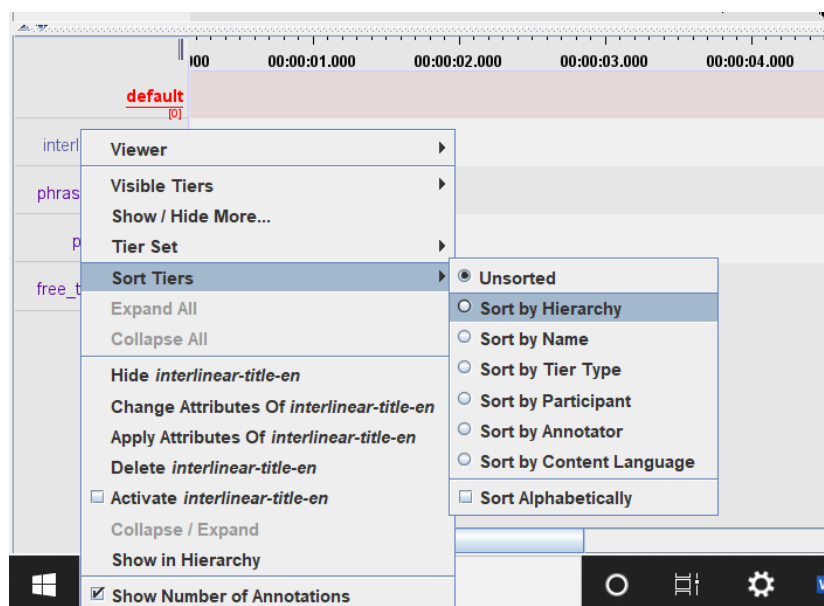 000 00:00:01.000 00:00:02.000 00:00:03.000 00:00:04.000
default
[0]
interl
phras
p
free_t
Viewer
Visible Tiers
Show / Hide More...
Tier Set
Sort Tiers
Expand All
Collapse All
Hide interlinear-title-en
Change Attributes Of interlinear-title-en
Apply Attributes Of interlinear-title-en
Delete interlinear-title-en
Activate interlinear-title-en
Collapse / Expand
Show in Hierarchy
Show Number of Annotations
Unsorted
Sort by Hierarchy
Sort by Name
Sort by Tier Type
Sort by Participant
Sort by Annotator
Sort by Content Language
Sort Alphabetically